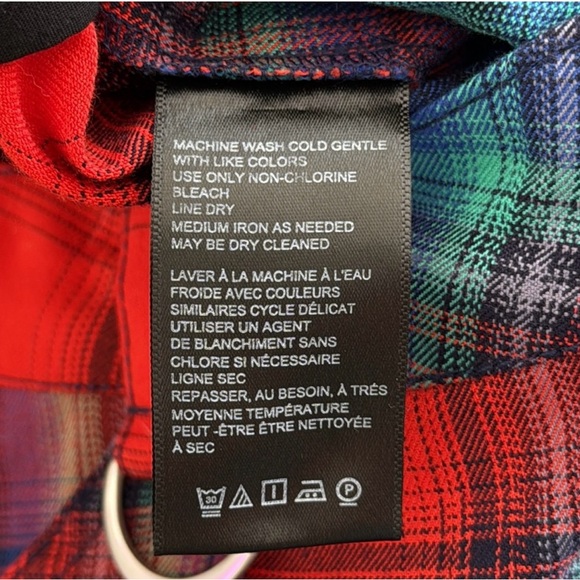 MACHINE WASH COLD GENTLE
WITH LIKE COLORS
USE ONLY NON-CHLORINE
BLEACH
LINE DRY
MEDIUM IRON AS NEEDED
MAY BE DRY CLEANED
LAVER À LA MACHINE À L'EAU
FROIDE AVEC COULEURS
SIMILAIRES CYCLE DÉLICAT
UTILISER UN AGENT
DE BLANCHIMENT SANS
CHLORE SI NÉCESSAIRE
LIGNE SEC
REPASSER, AU BESOIN, À TRÉS
MOYENNE TEMPÉRATURE
PEUT -ÊTRE ÊTRE NETTOYÉE
À SEC
30 P